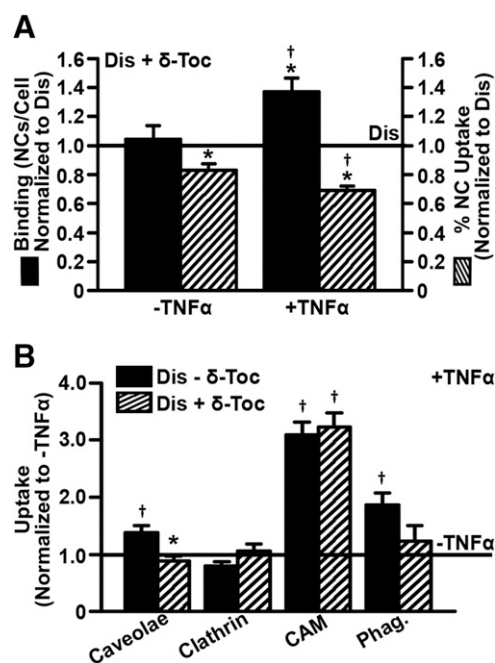 A
Dis + δ-Toc
Binding (NCs/Cell
Normalized to Dis)
1.6
1.4
1.2
1.0
0.8
0.6
0.4
0.2
0
*
†
*
†
*
Dis
1.6
1.4
1.2
1.0
0.8
0.6
0.4
0.2
0
% NC Uptake
(Normalized to Dis)
-TNFα
+TNFα
B
Dis - δ-Toc
Dis + δ-Toc
+TNFα
Uptake
(Normalized to -TNFα)
4.0
3.0
2.0
1.0
0
†
*
†
†
†
-TNFα
Caveolae
Clathrin
CAM
Phag.